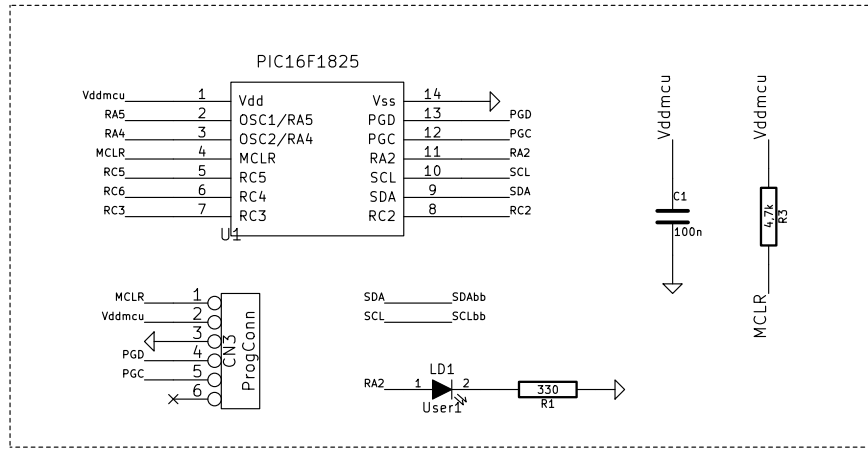 PIC16F1825
Vddmcu 1 Vdd Vss 14
RA5 2 OSC1/RA5 PGD 13 PGD
RA4 3 OSC2/RA4 PGC 12 PGC
MCLR 4 MCLR RA2 11 RA2
RC5 5 RC5 SCL 10 SCL
RC6 6 RC4 SDA 9 SDA
RC3 7 RC3 RC2 8 RC2
U1
Vddmcu
C1
100n
Vddmcu
4,7k
R3
MCLR
MCLR 1
Vddmcu 2
3
PGD 4
PGC 5
6
CN3
ProgConn
SDA SDAbb
SCL SCLbb
LD1
RA2 1 2 330
User1 R1